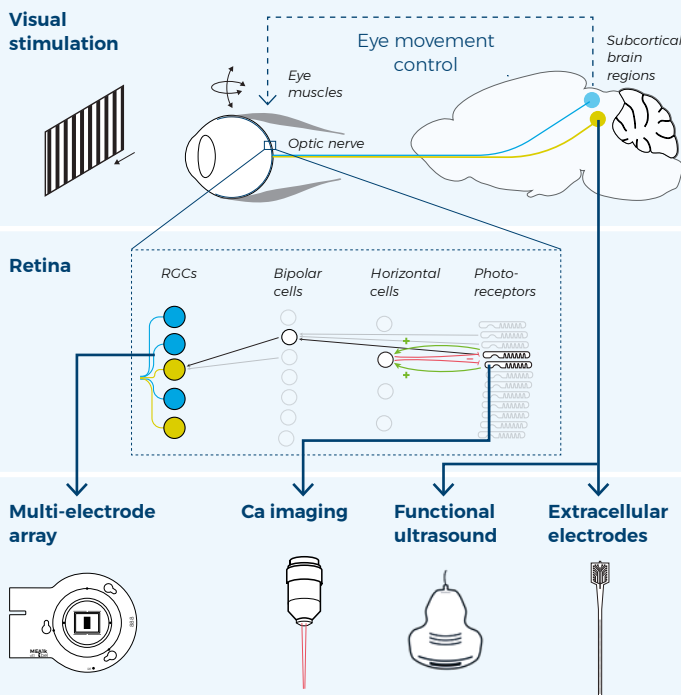 Visual
stimulation
Eye movement
control
Subcortical
brain
regions
Eye
muscles
Optic nerve
Retina
RGCs
Bipolar
cells
Horizontal
cells
Photo-
receptors
+
-
+
Multi-electrode
array
Ca imaging
Functional
ultrasound
Extracellular
electrodes